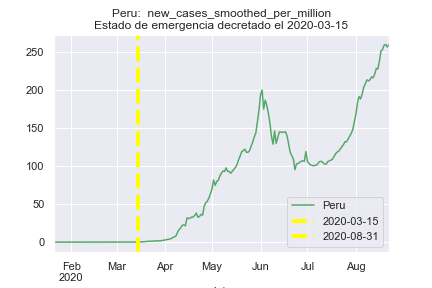 Peru: new_cases_smoothed_per_million
Estado de emergencia decretado el 2020-03-15
250
200
150
100
50
0
Feb Mar Apr May Jun Jul Aug
2020
Peru
2020-03-15
2020-08-31